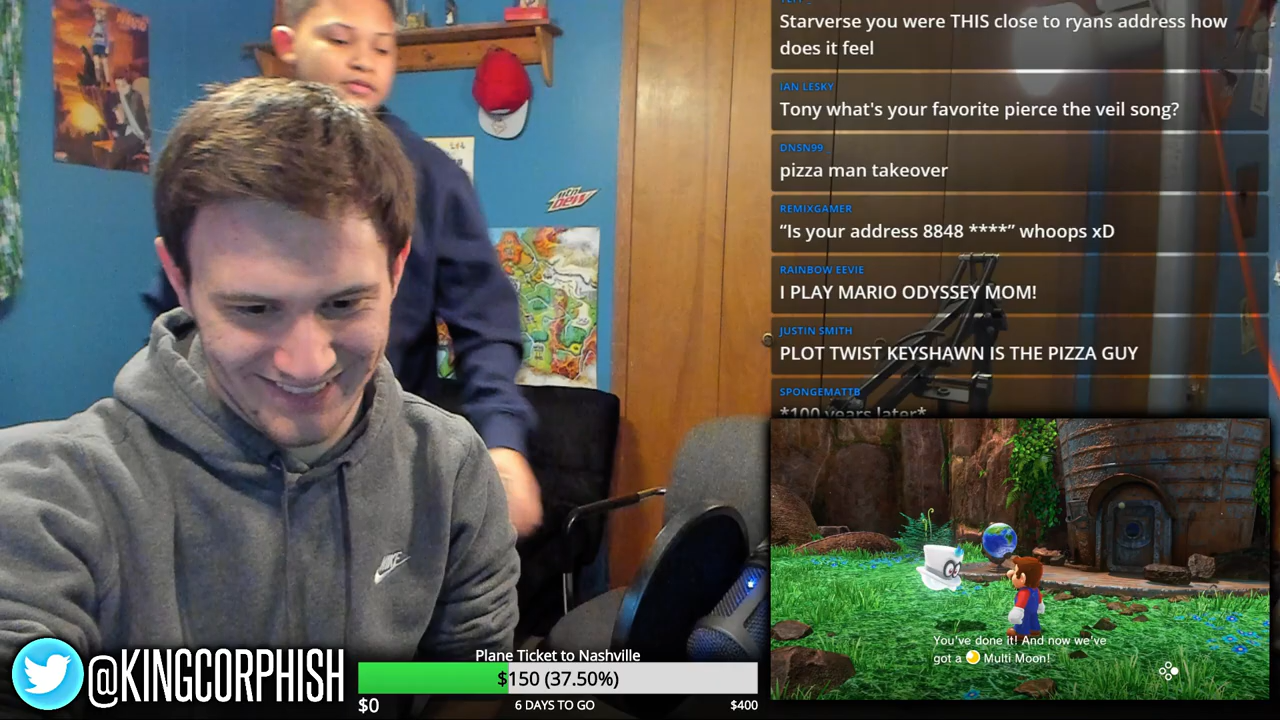 Starverse you were THIS close to ryans address how
does it feel
IAN LESKY
Tony what's your favorite pierce the veil song?
DNSN99_
pizza man takeover
REMIXGAMER
“Is your address 8848 ****” whoops xD
RAINBOW EEVIE
I PLAY MARIO ODYSSEY MOM!
JUSTIN SMITH
PLOT TWIST KEYSHAWN IS THE PIZZA GUY
SPONGEMATTB
*100 years later*
mtn
DEW
NIKE
You've done it! And now we've
got a Multi Moon!
@KINGCORPHISH
Plane Ticket to Nashville
$150 (37.50%)
$0
6 DAYS TO GO
$400